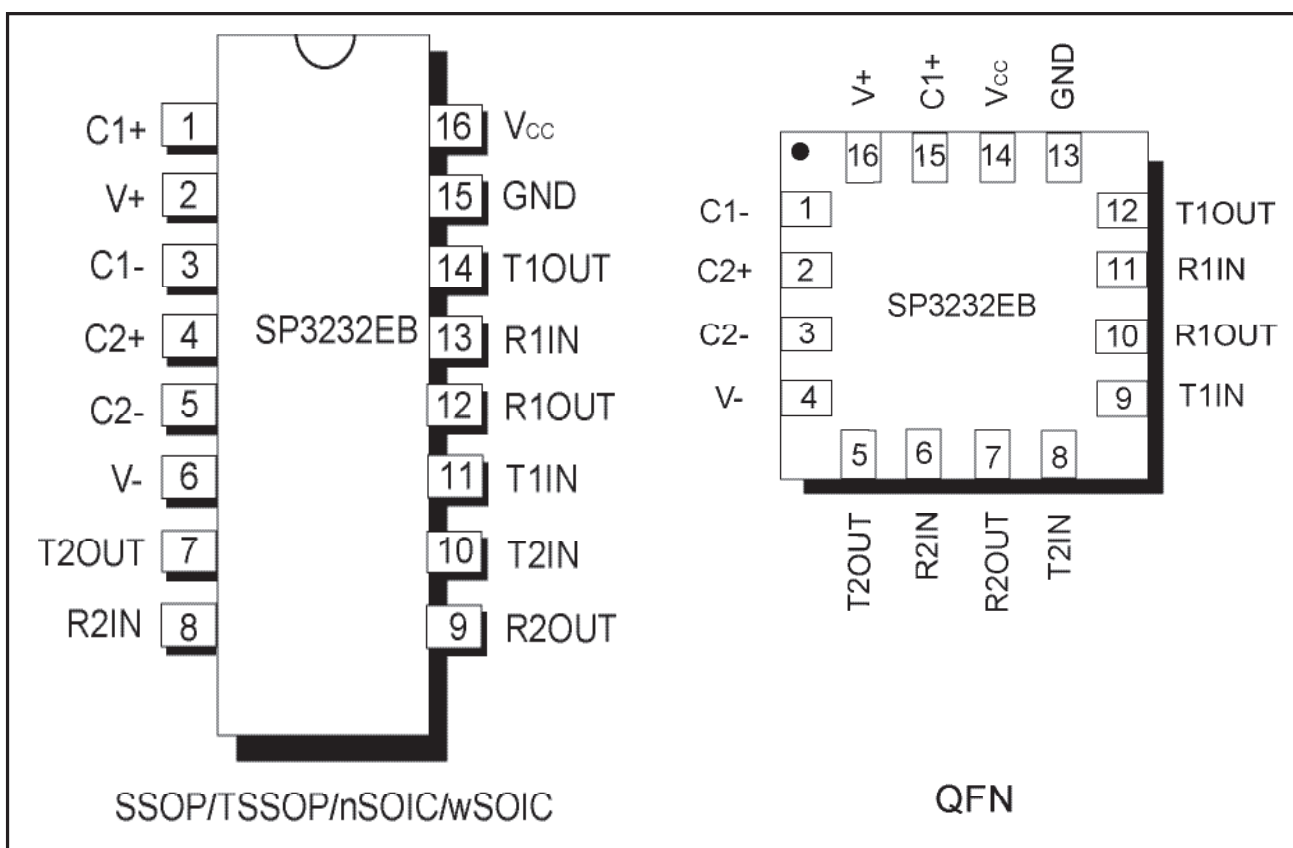 C1+ 1
V+ 2
C1- 3
C2+ 4
C2- 5
V- 6
T2OUT 7
R2IN 8
SP3232EB
16 Vcc
15 GND
14 T1OUT
13 R1IN
12 R1OUT
11 T1IN
10 T2IN
9 R2OUT
SSOP/TSSOP/nSOIC/wSOIC
V+ C1+ Vcc GND
16 15 14 13
C1- 1
C2+ 2
C2- 3
V- 4
SP3232EB
12 T1OUT
11 R1IN
10 R1OUT
9 T1IN
5 6 7 8
T2OUT R2IN R2OUT T2IN
QFN